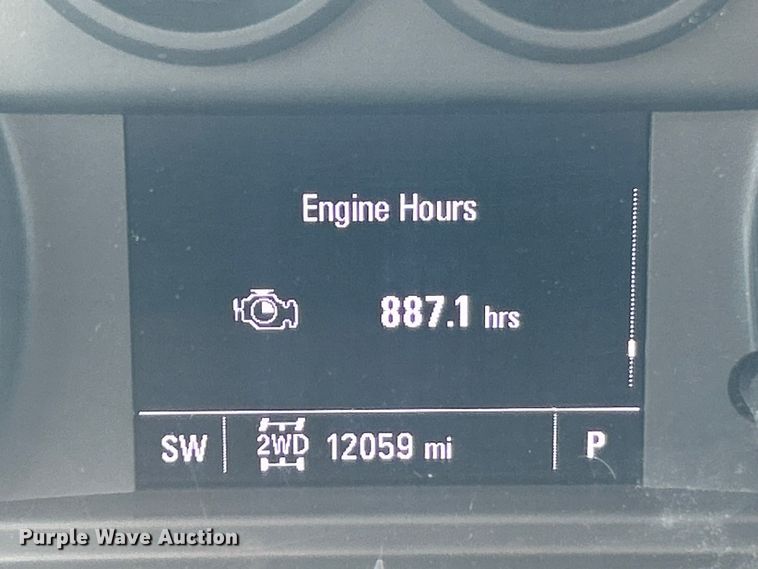 Engine Hours
887.1 hrs
SW 2WD 12059 mi P
Purple Wave Auction